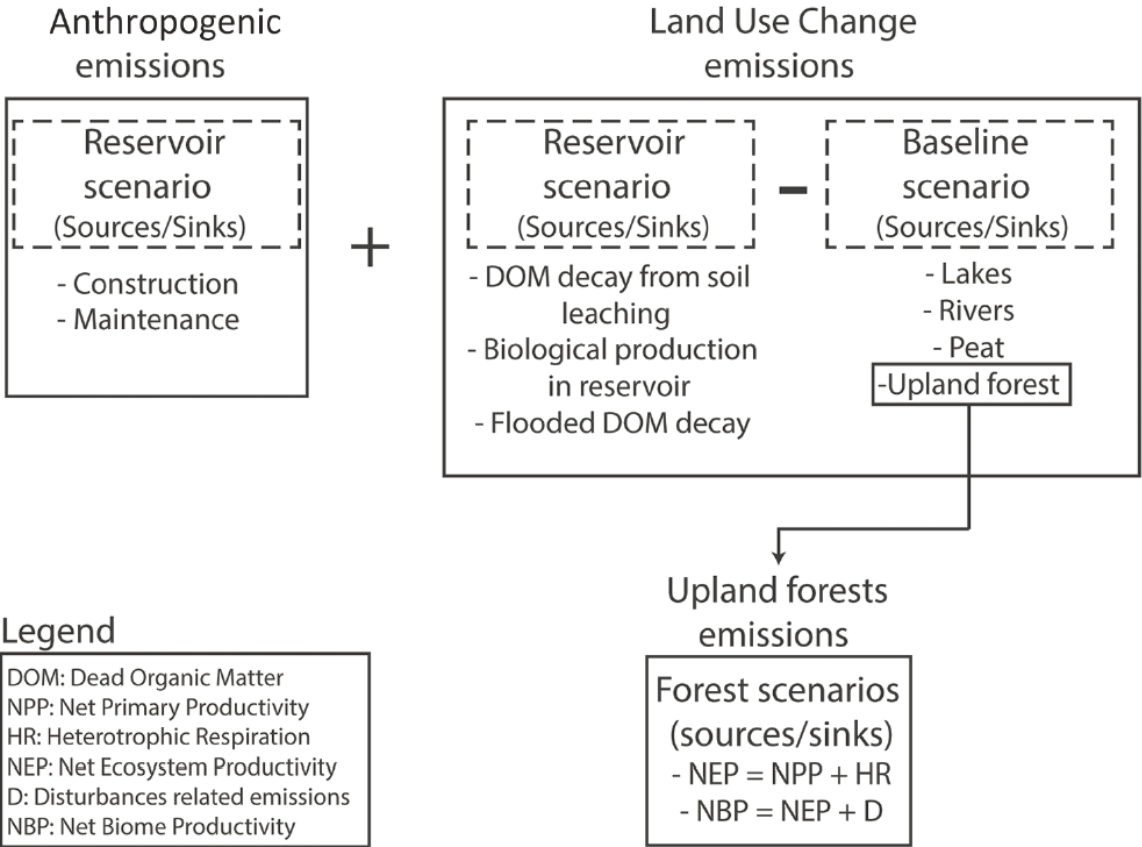 Anthropogenic
emissions
Reservoir
scenario
(Sources/Sinks)
- Construction
- Maintenance
+
Land Use Change
emissions
Reservoir
scenario
(Sources/Sinks)
- DOM decay from soil
leaching
- Biological production
in reservoir
- Flooded DOM decay
-
Baseline
scenario
(Sources/Sinks)
- Lakes
- Rivers
- Peat
-Upland forest
Upland forests
emissions
Forest scenarios
(sources/sinks)
- NEP = NPP + HR
- NBP = NEP + D
Legend
DOM: Dead Organic Matter
NPP: Net Primary Productivity
HR: Heterotrophic Respiration
NEP: Net Ecosystem Productivity
D: Disturbances related emissions
NBP: Net Biome Productivity